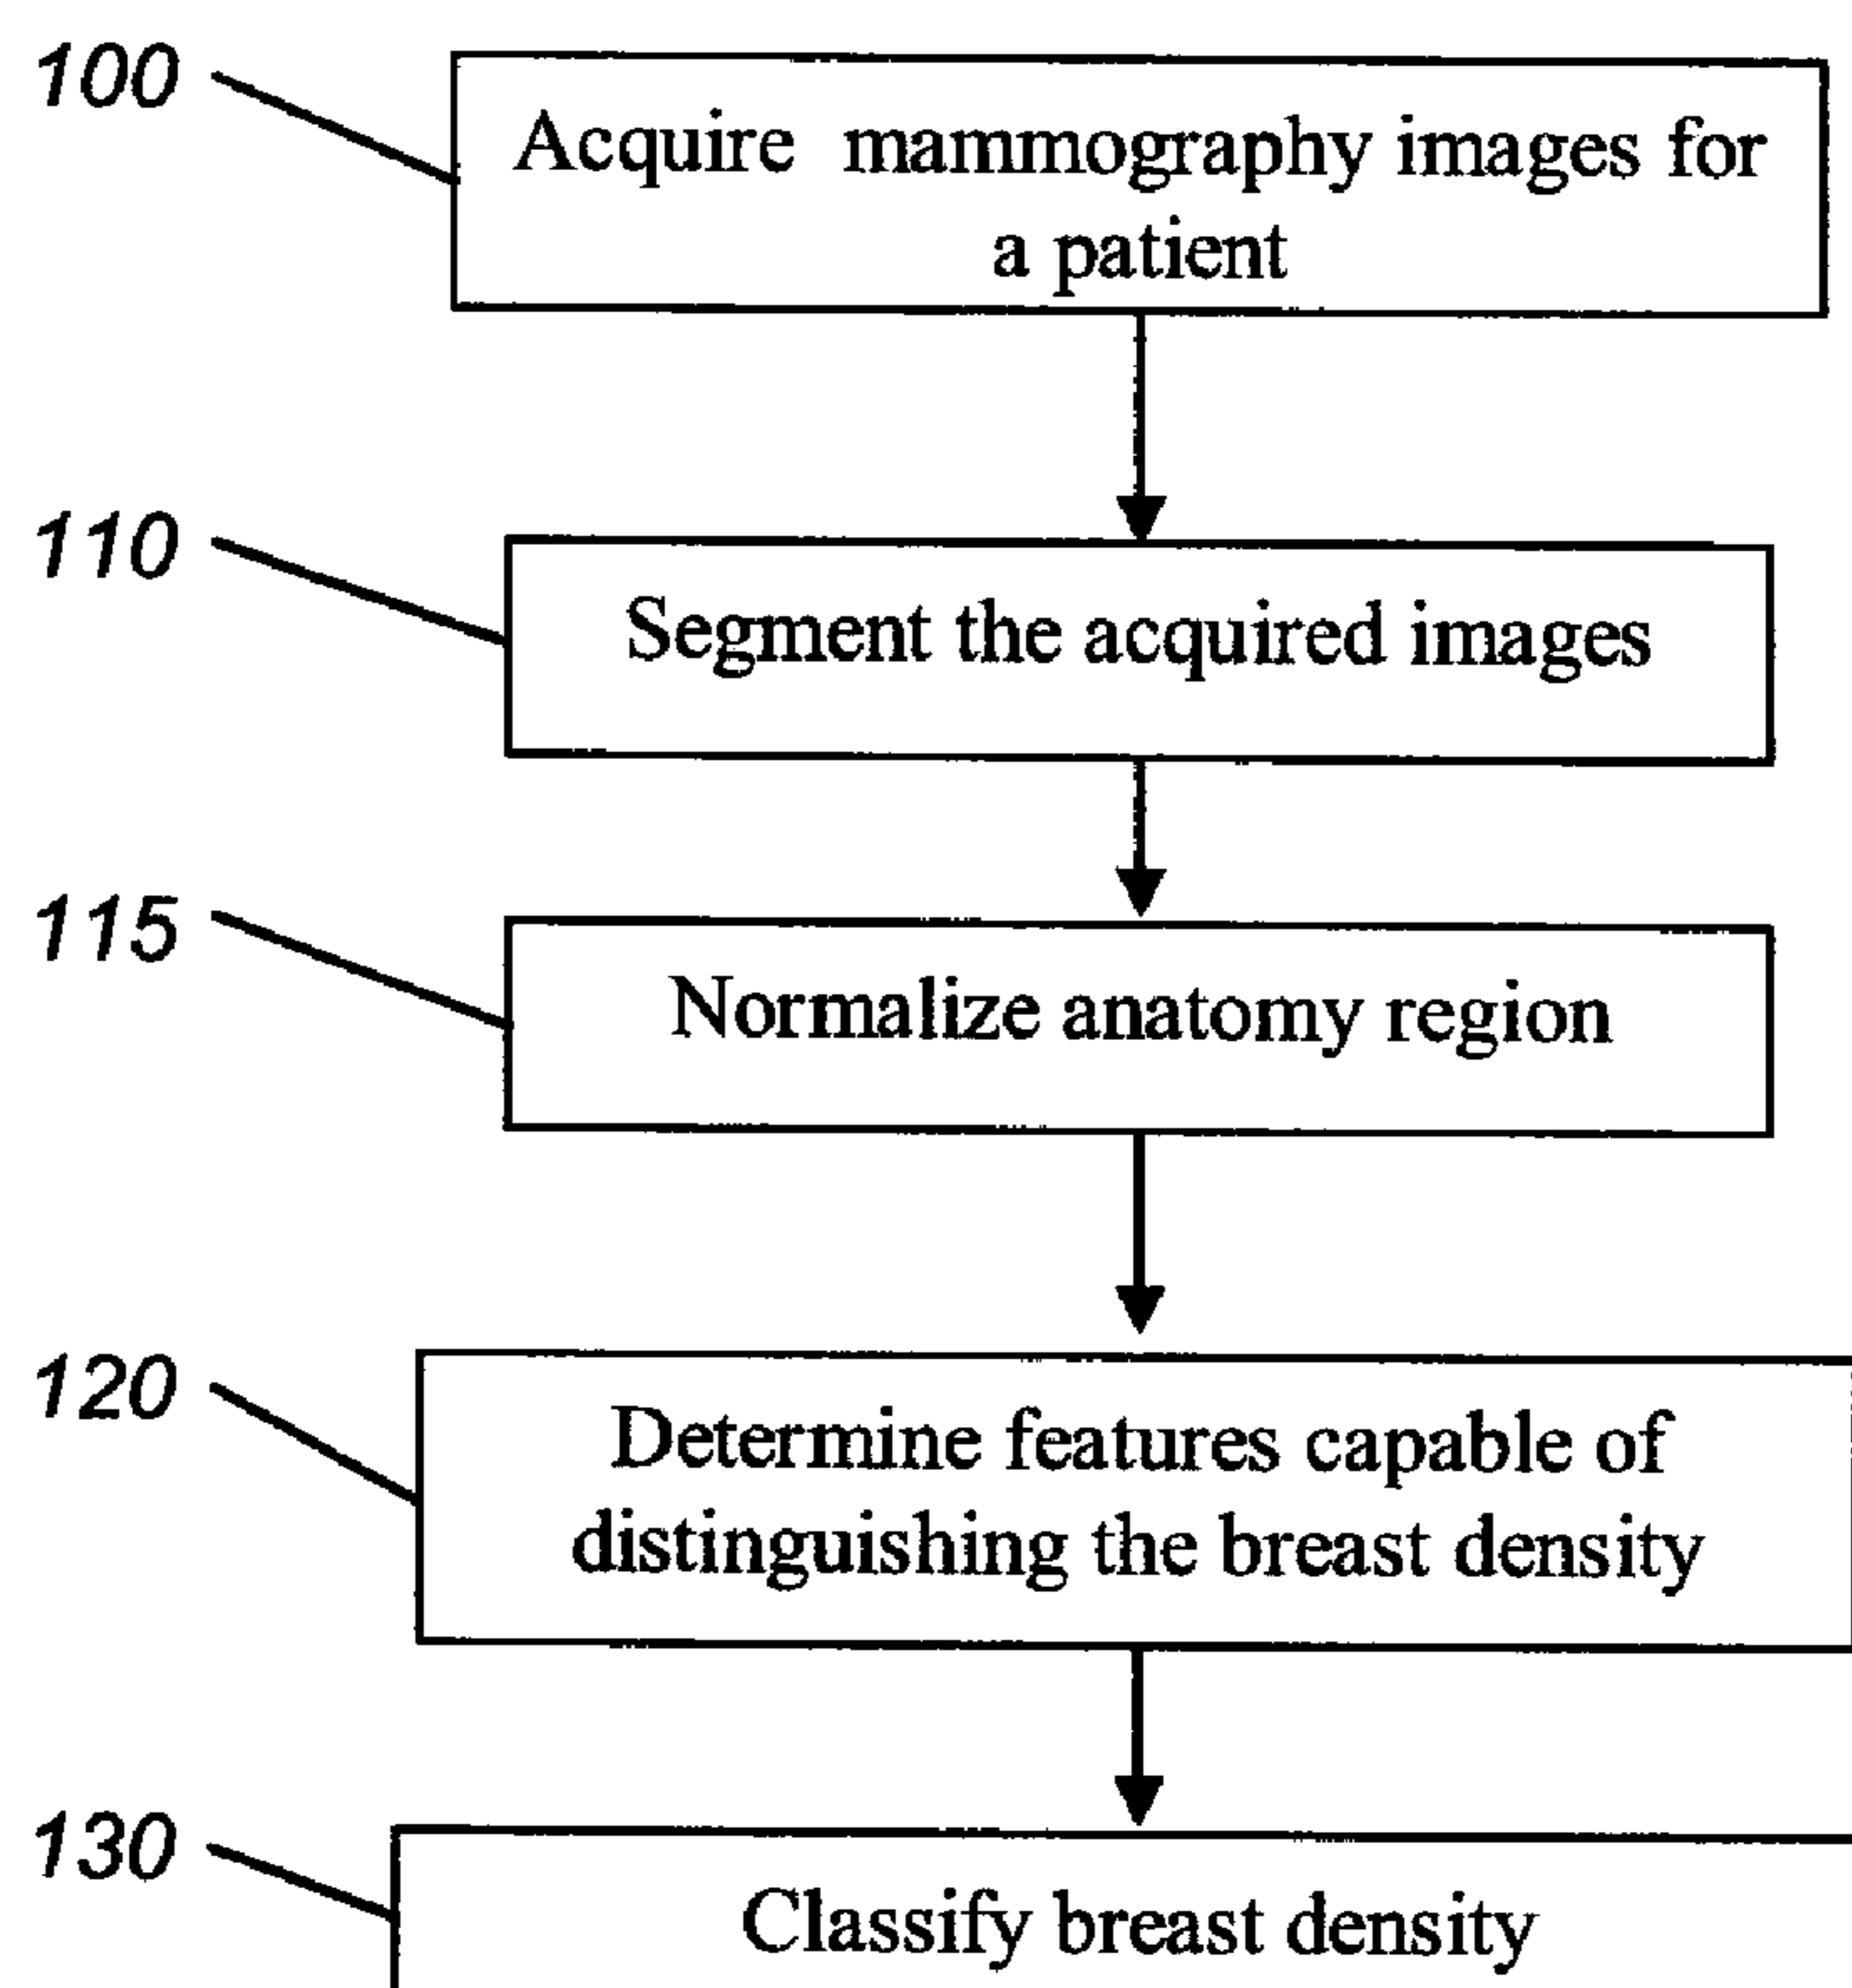 100
Acquire mammography images for
a patient
110
Segment the acquired images
115
Normalize anatomy region
120
Determine features capable of
distinguishing the breast density
130
Classify breast density